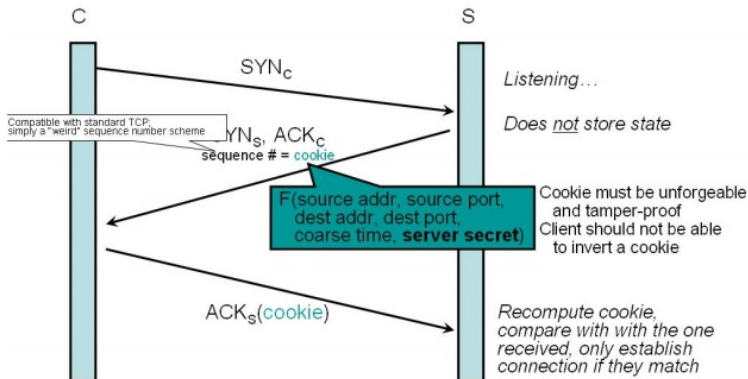 C
S
SYNC
Listening…
Compatible with standard TCP;
simply a "weird" sequence number scheme
Does not store state
YNS, ACKC
sequence # = cookie
F(source addr, source port,
dest addr, dest port,
coarse time, server secret)
Cookie must be unforgeable
and tamper-proof
Client should not be able
to invert a cookie
ACKS(cookie)
Recompute cookie,
compare with with the one
received, only establish
connection if they match